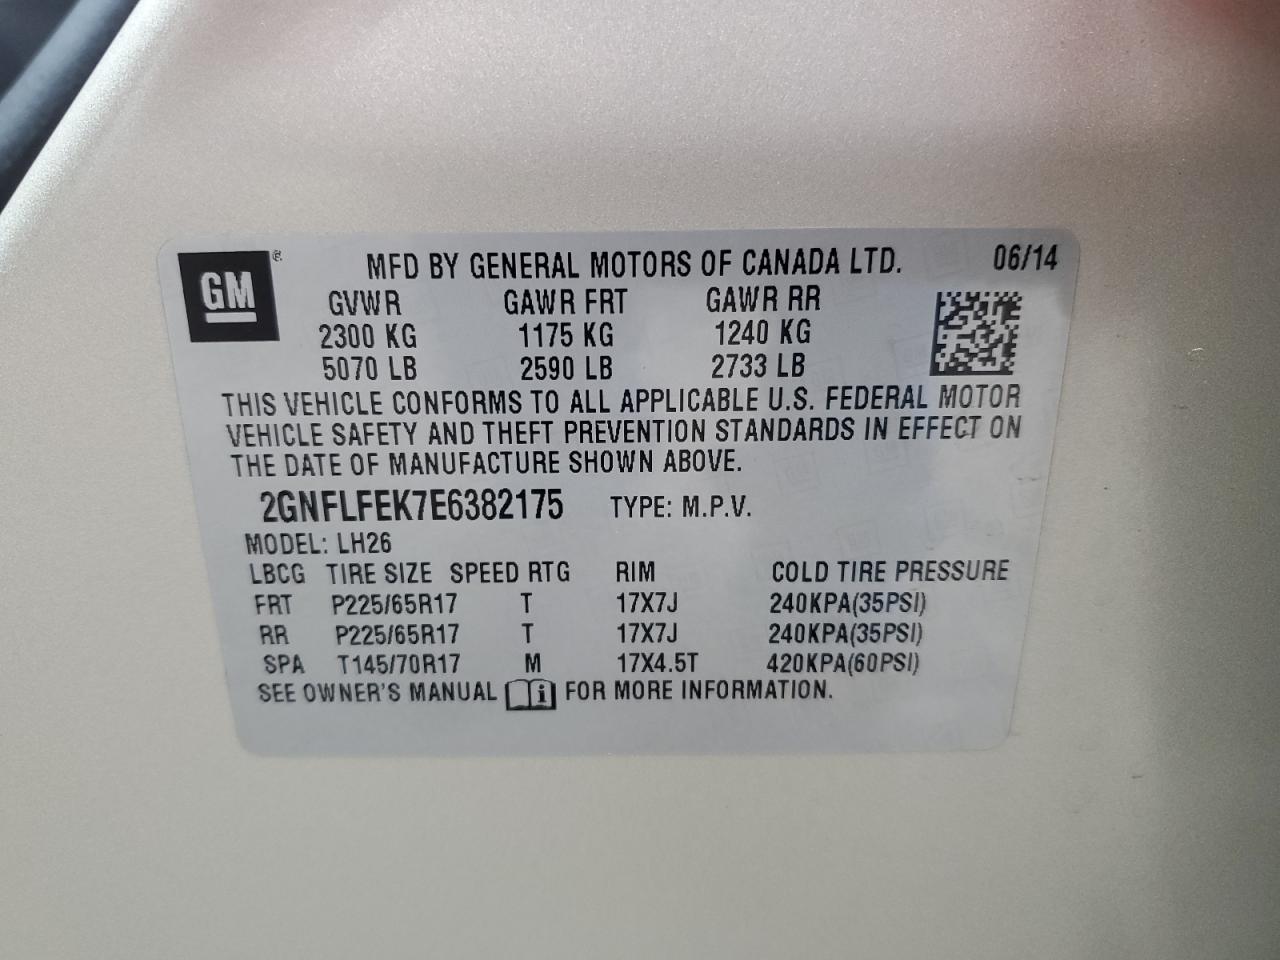 GM®
MFD BY GENERAL MOTORS OF CANADA LTD. 06/14
GVWR GAWR FRT GAWR RR
2300 KG 1175 KG 1240 KG
5070 LB 2590 LB 2733 LB
THIS VEHICLE CONFORMS TO ALL APPLICABLE U.S. FEDERAL MOTOR
VEHICLE SAFETY AND THEFT PREVENTION STANDARDS IN EFFECT ON
THE DATE OF MANUFACTURE SHOWN ABOVE.
2GNFLFEK7E6382175 TYPE: M.P.V.
MODEL: LH26
LBCG TIRE SIZE SPEED RTG RIM COLD TIRE PRESSURE
FRT P225/65R17 T 17X7J 240KPA(35PSI)
RR P225/65R17 T 17X7J 240KPA(35PSI)
SPA T145/70R17 M 17X4.5T 420KPA(60PSI)
SEE OWNER'S MANUAL i FOR MORE INFORMATION.